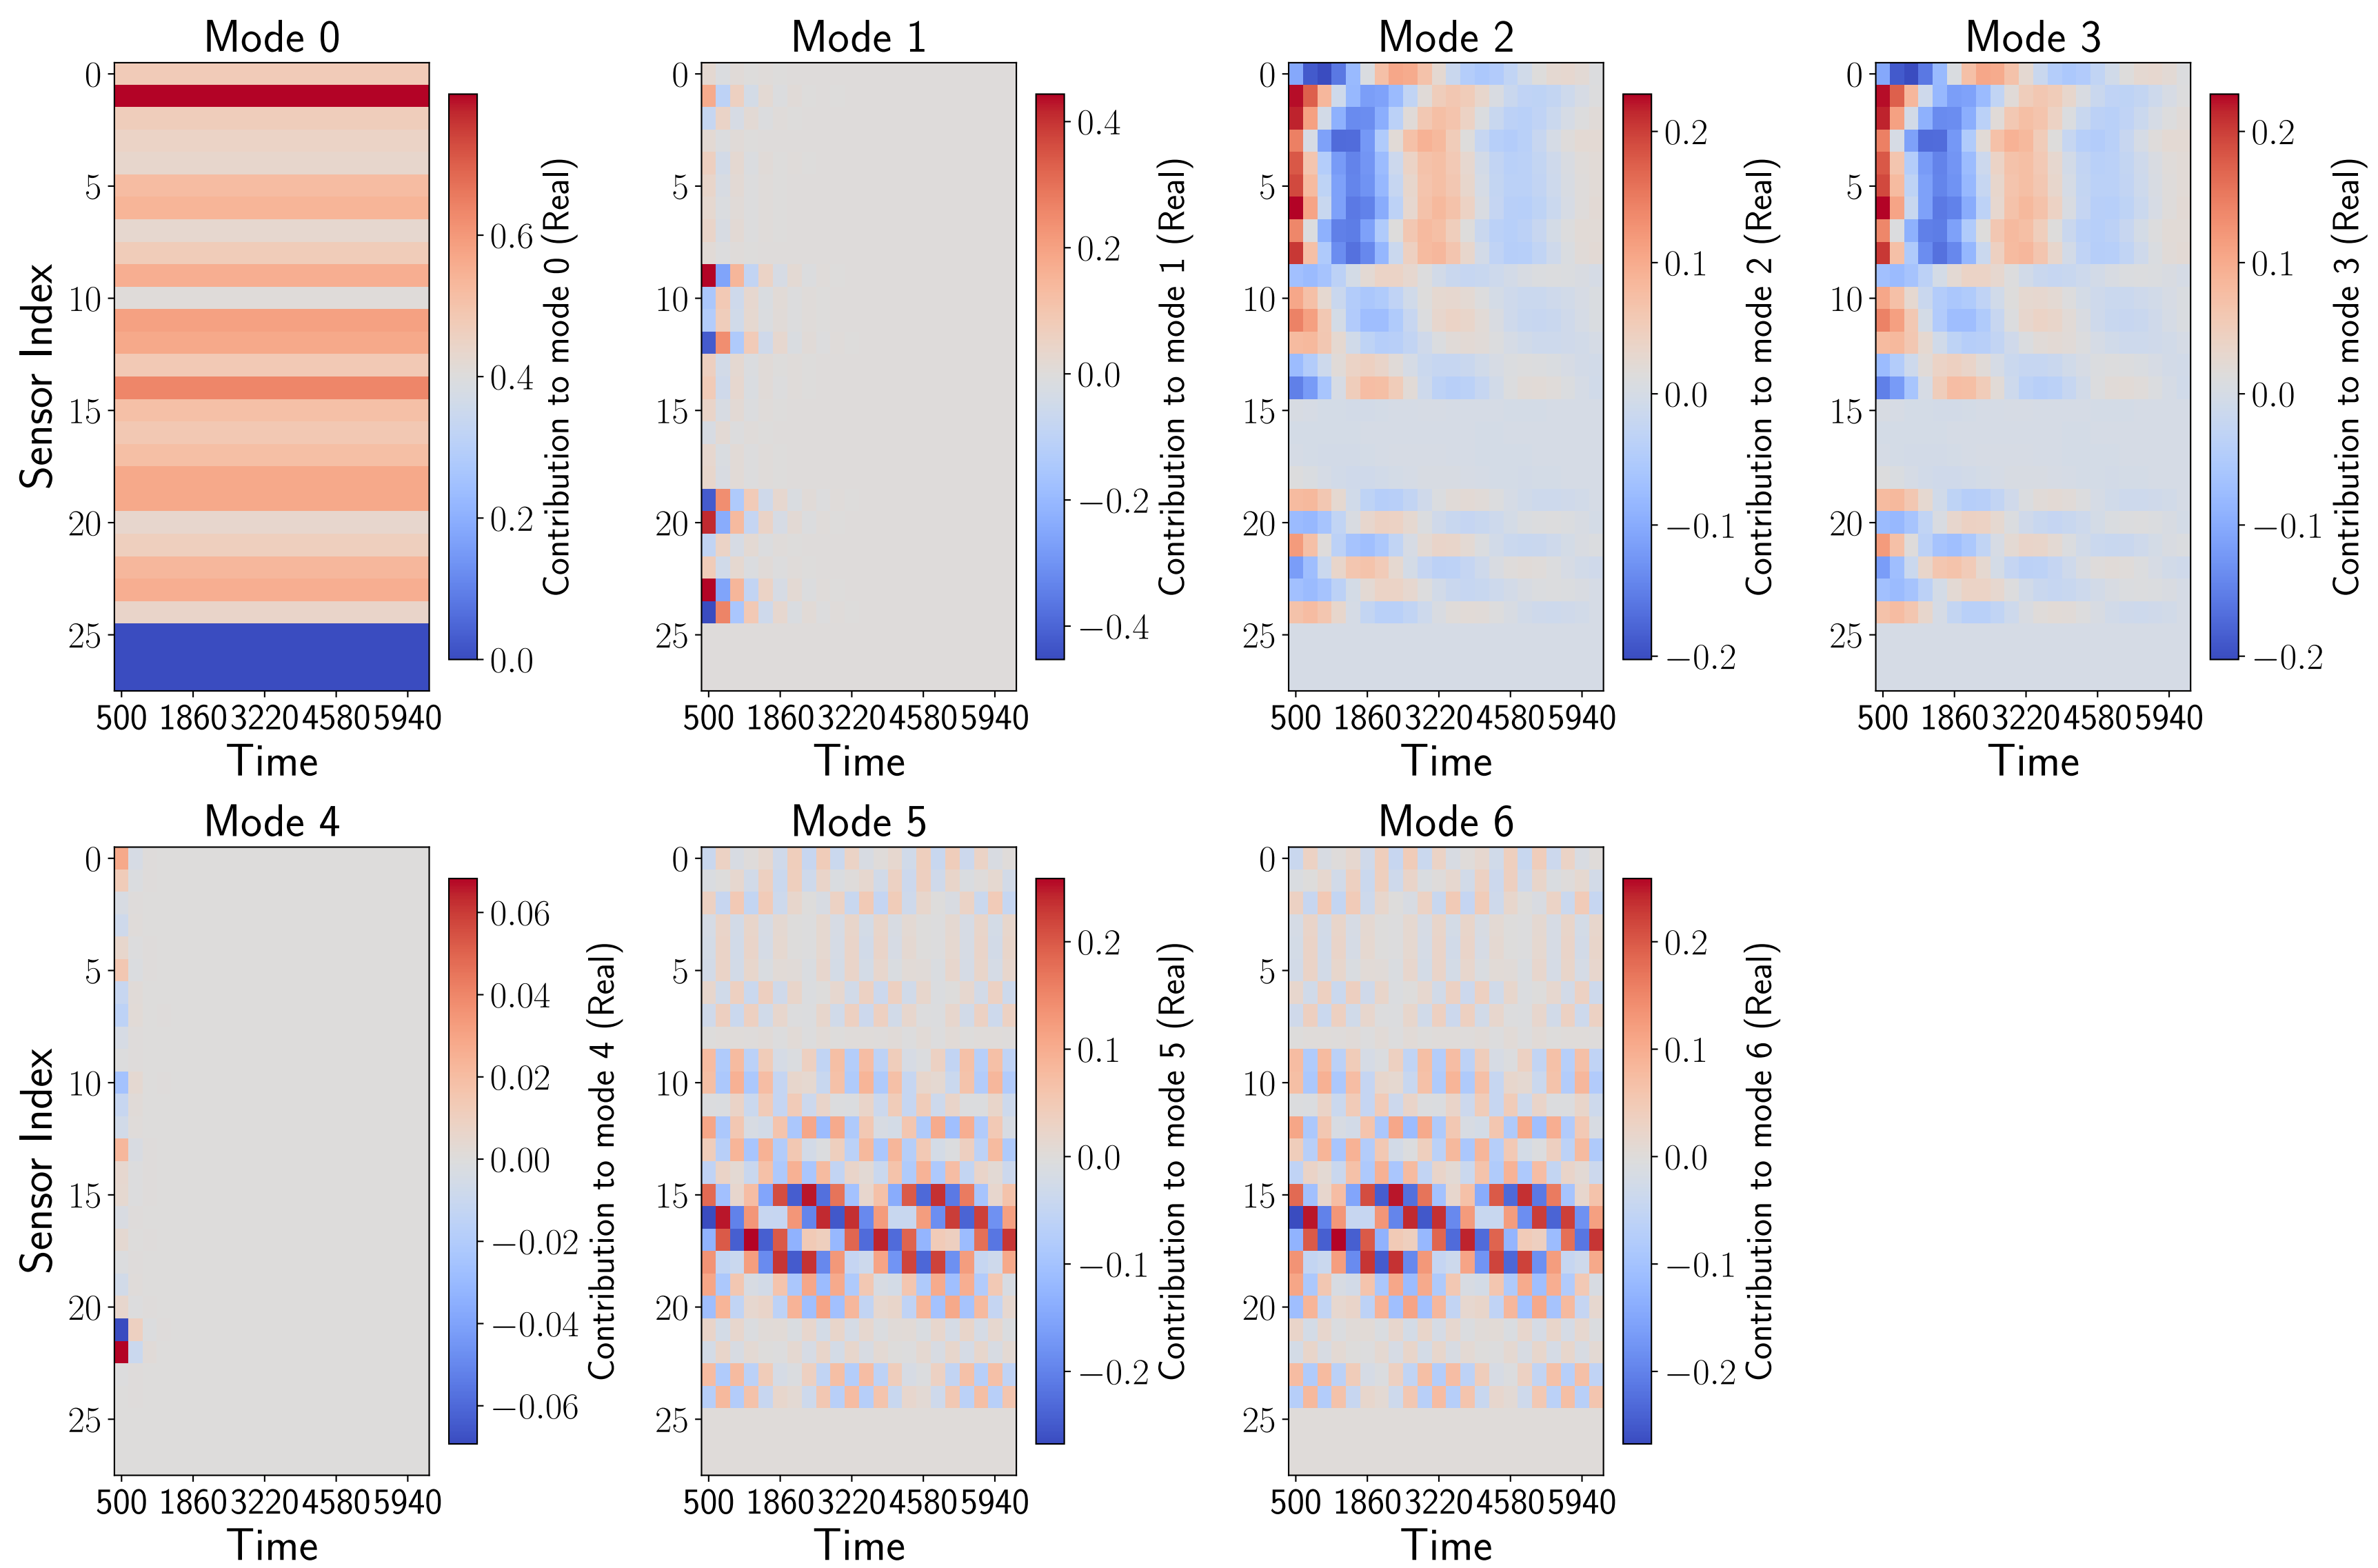 Mode 0
Mode 1
Mode 2
Mode 3
0
5
10
15
20
25
Sensor Index
500 1860 3220 4580 5940
Time
0.6
0.4
0.2
0.0
Contribution to mode 0 (Real)
0
5
10
15
20
25
500 1860 3220 4580 5940
Time
0.4
0.2
0.0
−0.2
−0.4
Contribution to mode 1 (Real)
0
5
10
15
20
25
500 1860 3220 4580 5940
Time
0.2
0.1
0.0
−0.1
−0.2
Contribution to mode 2 (Real)
0
5
10
15
20
25
500 1860 3220 4580 5940
Time
0.2
0.1
0.0
−0.1
−0.2
Contribution to mode 3 (Real)
Mode 4
Mode 5
Mode 6
0
5
10
15
20
25
Sensor Index
500 1860 3220 4580 5940
Time
0.06
0.04
0.02
0.00
−0.02
−0.04
−0.06
Contribution to mode 4 (Real)
0
5
10
15
20
25
500 1860 3220 4580 5940
Time
0.2
0.1
0.0
−0.1
−0.2
Contribution to mode 5 (Real)
0
5
10
15
20
25
500 1860 3220 4580 5940
Time
0.2
0.1
0.0
−0.1
−0.2
Contribution to mode 6 (Real)